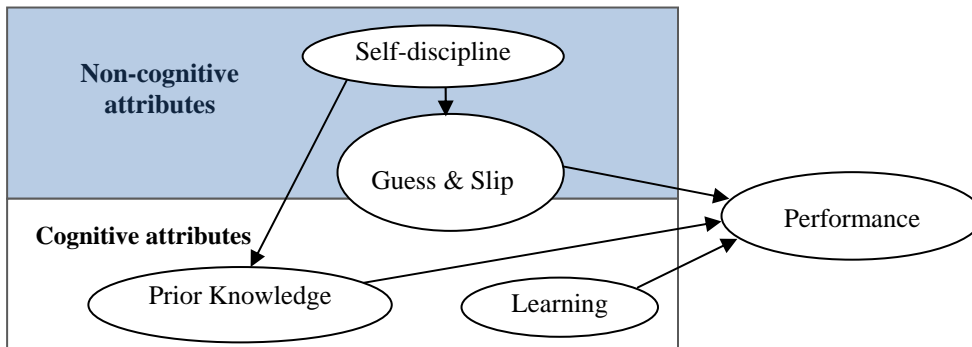 Self-discipline
Non-cognitive
attributes
Guess & Slip
Performance
Cognitive attributes
Prior Knowledge
Learning